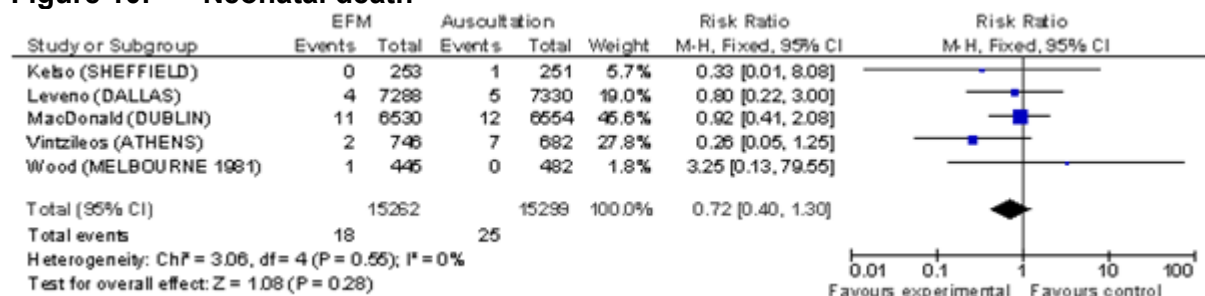 Figure 10. Neonatal death
EFM Auscultation Risk Ratio Risk Ratio
Study or Subgroup Events Total Events Total Weight M-H, Fixed, 95% CI M-H, Fixed, 95% CI
Kelso (SHEFFIELD) 0 253 1 251 5.7% 0.33 [0.01, 8.08]
Leveno (DALLAS) 4 7288 5 7330 19.0% 0.80 [0.22, 3.00]
MacDonald (DUBLIN) 11 6530 12 6554 45.6% 0.92 [0.41, 2.08]
Vintzileos (ATHENS) 2 746 7 682 27.8% 0.26 [0.05, 1.25]
Wood (MELBOURNE 1981) 1 445 0 482 1.8% 3.25 [0.13, 79.55]
Total (95% CI) 15262 15299 100.0% 0.72 [0.40, 1.30]
Total events 18 25
Heterogeneity: Chi² = 3.06, df = 4 (P = 0.55); I² = 0%
Test for overall effect: Z = 1.08 (P = 0.28)
0.01 0.1 1 10 100
Favours experimental Favours control